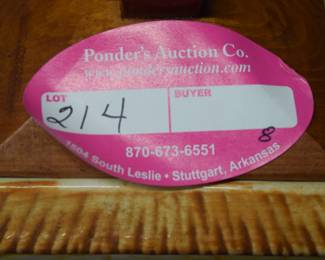 Ponder's Auction Co.
www.pondersauction.com
LOT BUYER
214
8
870-673-6551
1504 South Leslie • Stuttgart, Arkansas